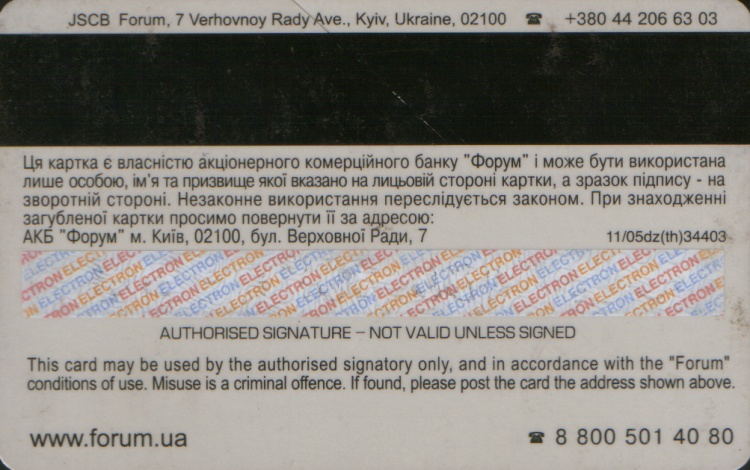 JSCB Forum, 7 Verhovnoy Rady Ave., Kyiv, Ukraine, 02100 ☎ +380 44 206 63 03
Ця картка є власністю акціонерного комерційного банку "Форум" і може бути використана
лише особою, ім'я та призвище якої вказано на лицьовій стороні картки, а зразок підпису - на
зворотній стороні. Незаконне використання переслідується законом. При знаходженні
загубленої картки просимо повернути її за адресою:
АКБ "Форум" м. Київ, 02100, бул. Верховної Ради, 7 11/05dz(th)34403
ELECTRON ELECTRON ELECTRON ELECTRON ELECTRON ELECTRON
AUTHORISED SIGNATURE – NOT VALID UNLESS SIGNED
This card may be used by the authorised signatory only, and in accordance with the "Forum"
conditions of use. Misuse is a criminal offence. If found, please post the card the address shown above.
www.forum.ua ☎ 8 800 501 40 80